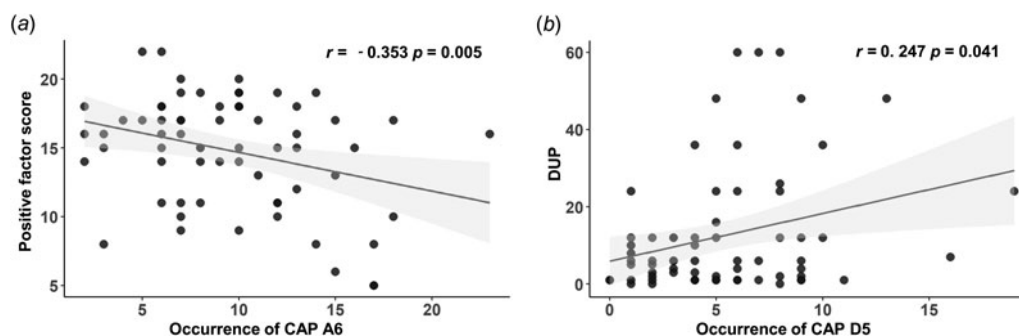 (a)
r = - 0.353 p = 0.005
Positive factor score
20
15
10
5
5
10
15
20
Occurrence of CAP A6
(b)
r = 0. 247 p = 0.041
DUP
60
40
20
0
0
5
10
15
Occurrence of CAP D5